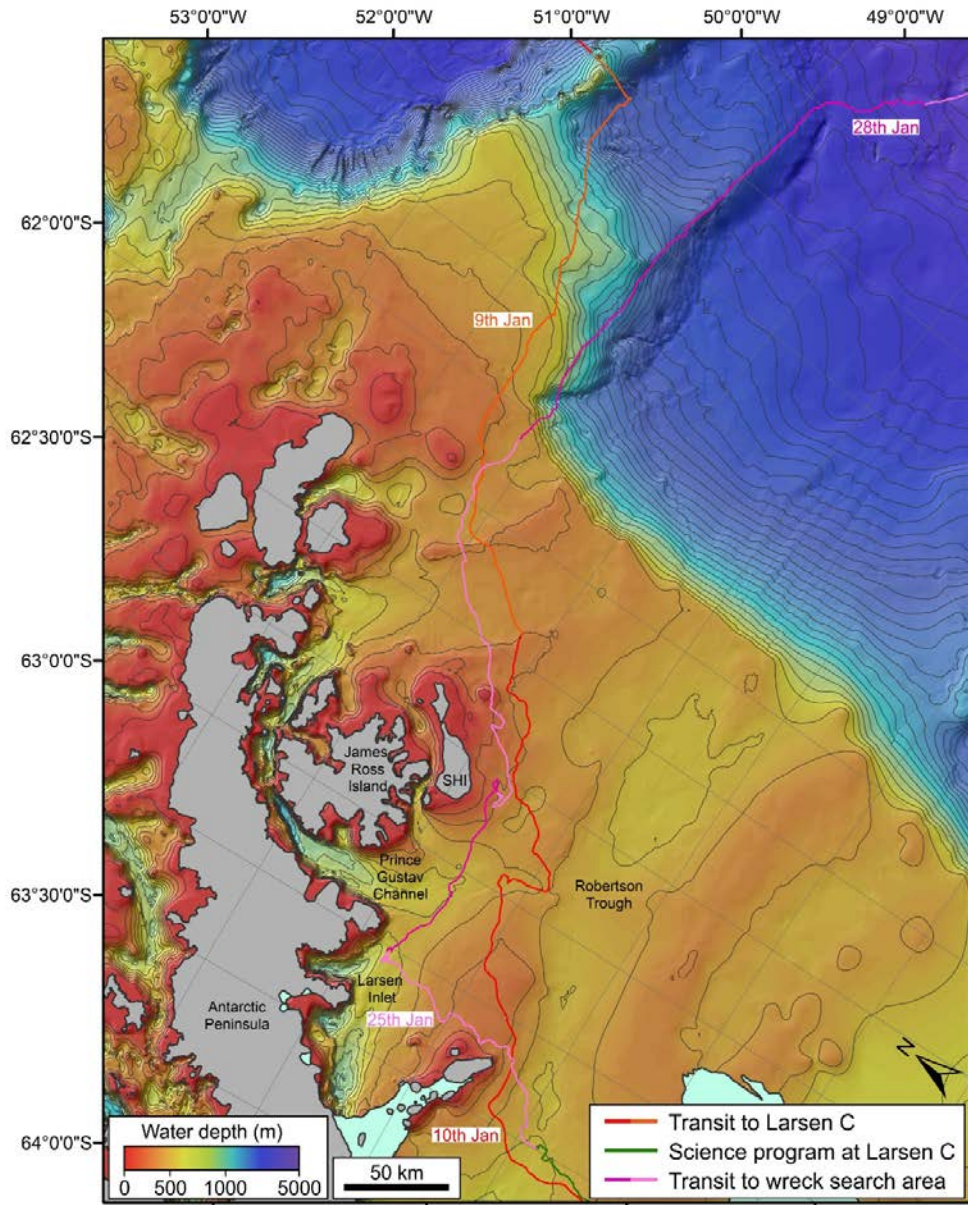 53°0'0"W 52°0'0"W 51°0'0"W 50°0'0"W 49°0'0"W
28th Jan
62°0'0"S
9th Jan
62°30'0"S
63°0'0"S
James
Ross
Island
SHI
Prince
Gustav
Channel
63°30'0"S
Robertson
Trough
Larsen
Inlet
Antarctic
Peninsula
25th Jan
N
10th Jan
64°0'0"S
Water depth (m)
0 500 1000 5000
50 km
Transit to Larsen C
Science program at Larsen C
Transit to wreck search area